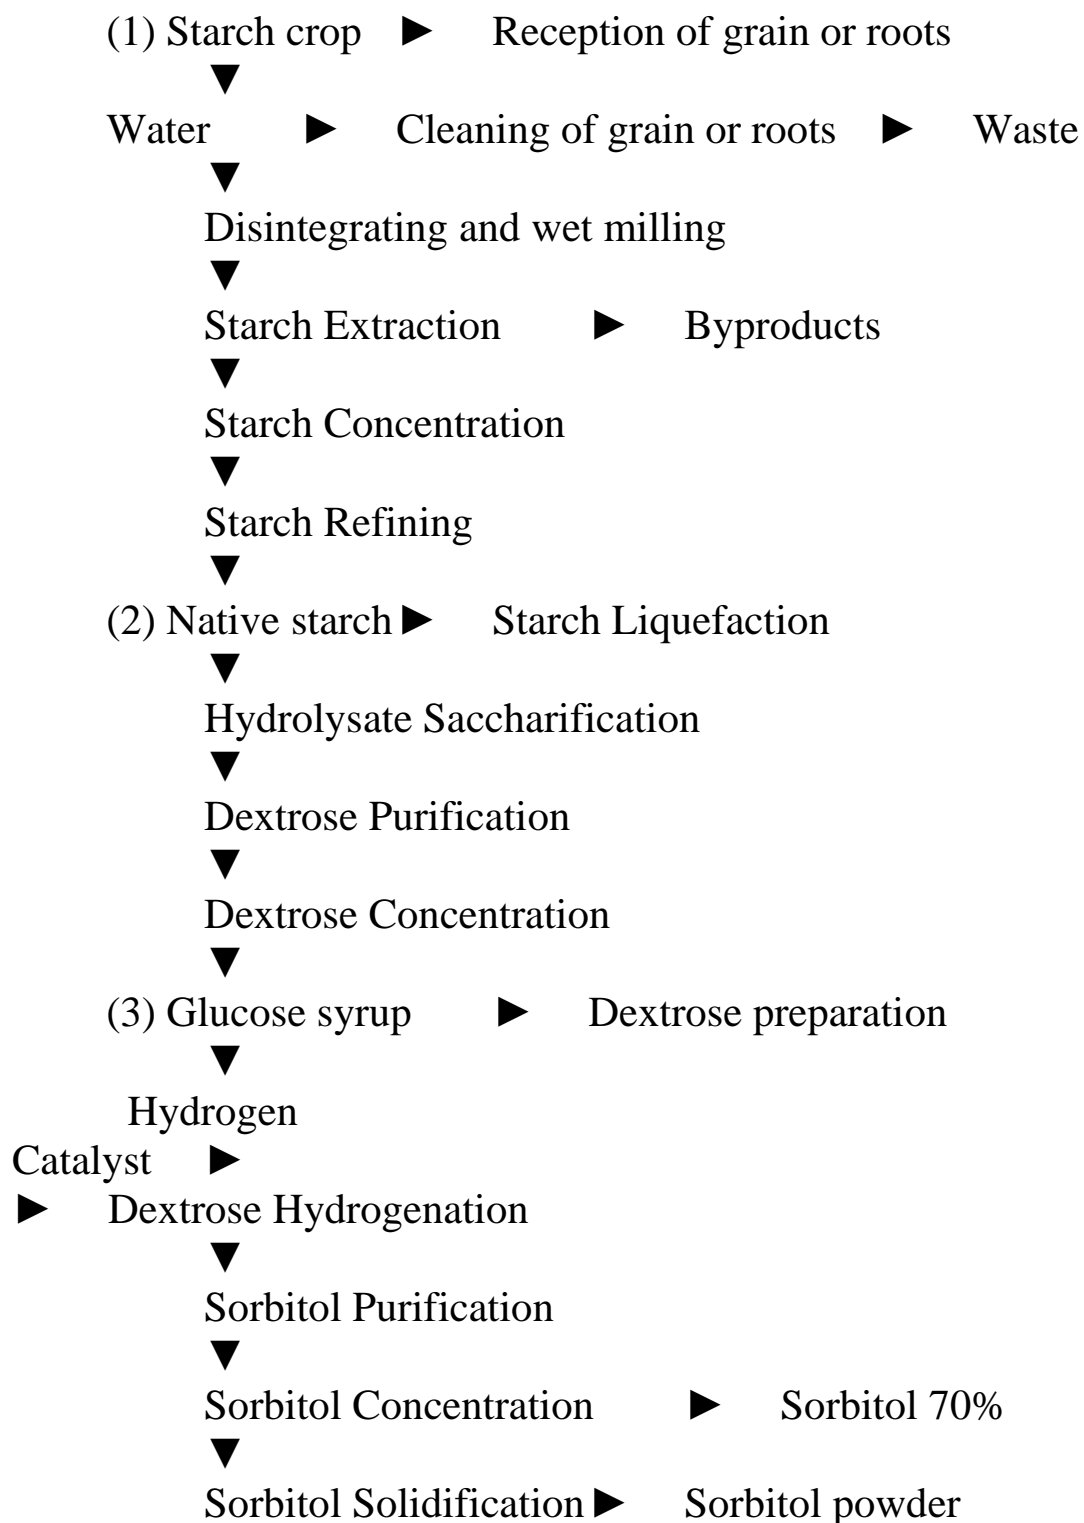 (1) Starch crop ► Reception of grain or roots
▼
Water ► Cleaning of grain or roots ► Waste
▼
Disintegrating and wet milling
▼
Starch Extraction ► Byproducts
▼
Starch Concentration
▼
Starch Refining
▼
(2) Native starch ► Starch Liquefaction
▼
Hydrolysate Saccharification
▼
Dextrose Purification
▼
Dextrose Concentration
▼
(3) Glucose syrup ► Dextrose preparation
▼
Hydrogen
Catalyst ►
► Dextrose Hydrogenation
▼
Sorbitol Purification
▼
Sorbitol Concentration ► Sorbitol 70%
▼
Sorbitol Solidification ► Sorbitol powder